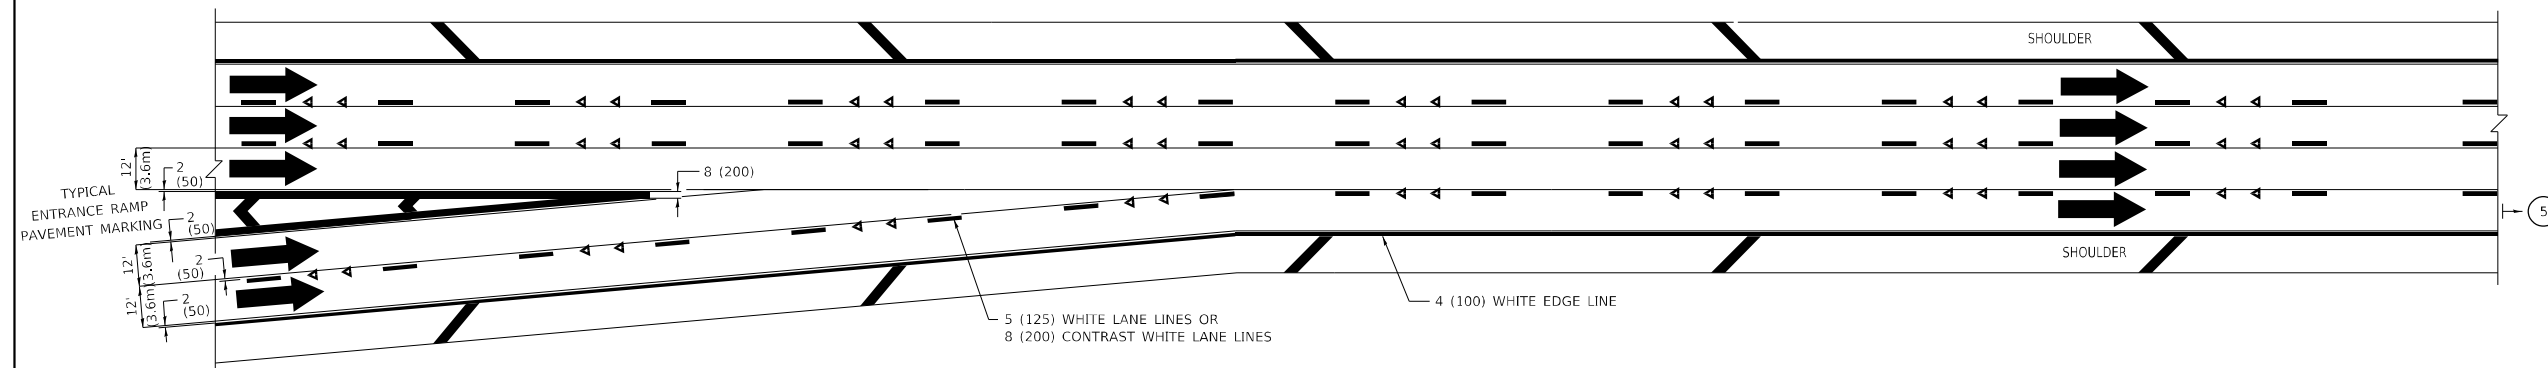 SHOULDER
12'
(3.6m)
2
(50)
8 (200)
TYPICAL
ENTRANCE RAMP
PAVEMENT MARKING
2
(50)
5
12'
(3.6m)
2
(50)
SHOULDER
12'
(3.6m)
2
(50)
4 (100) WHITE EDGE LINE
5 (125) WHITE LANE LINES OR
8 (200) CONTRAST WHITE LANE LINES